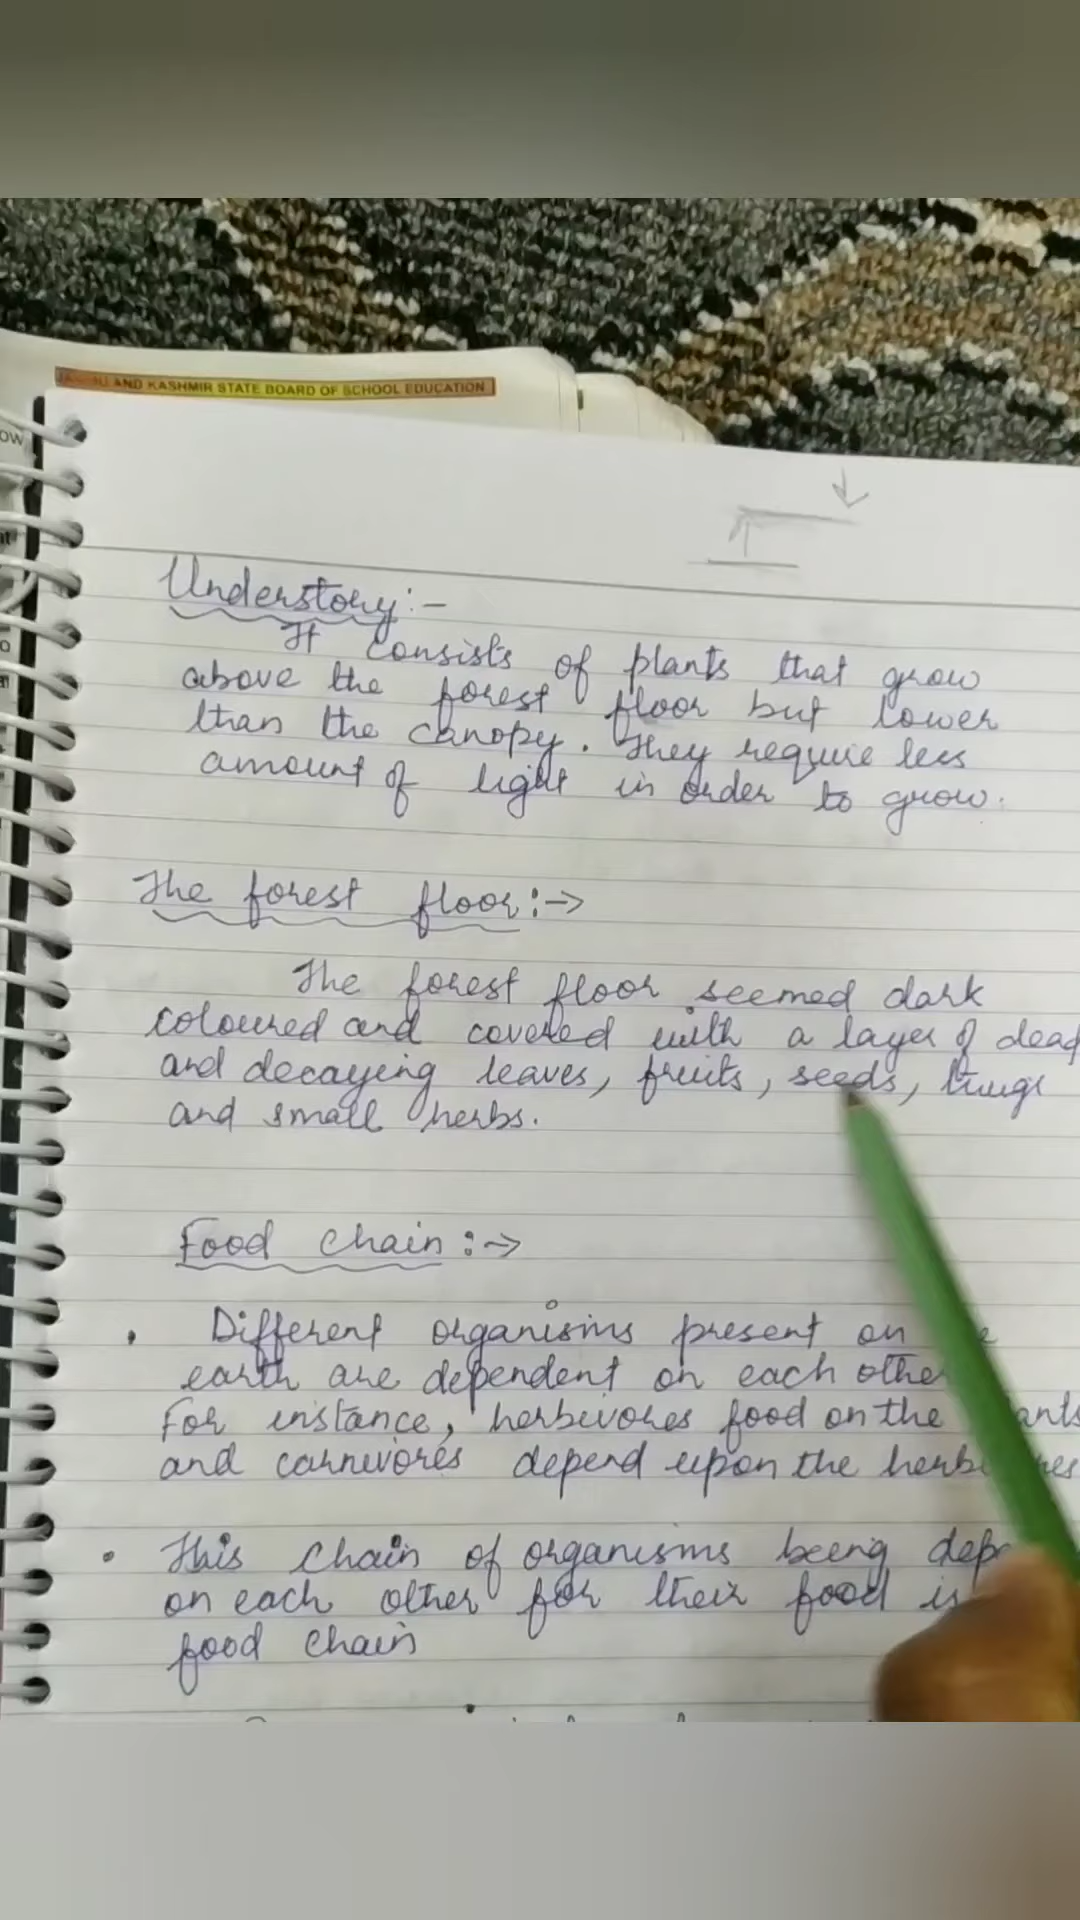 JAMMU AND KASHMIR STATE BOARD OF SCHOOL EDUCATION
Understory:-
It consists of plants that grow
above the forest floor but lower
than the canopy. They require less
amount of light in order to grow.
The forest floor:->
The forest floor seemed dark
coloured and covered with a layer of dead
and decaying leaves, fruits, seeds,
and small herbs.
Food chain:->
• Different organisms present on
earth are dependent on each othe
For instance, herbivores food on the
and carnivores depend upon the
• This chain of organisms being
on each other for their food is
food chain